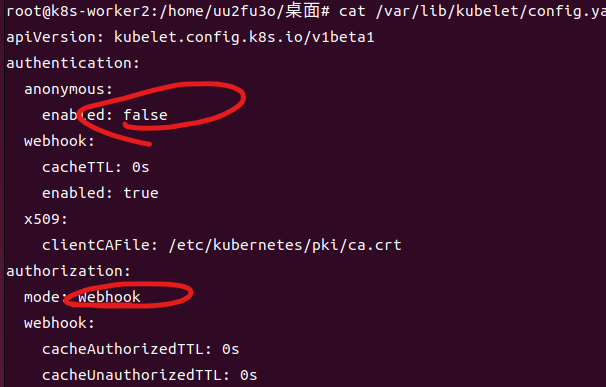 root@k8s-worker2:/home/uu2fu3o/桌面# cat /var/lib/kubelet/config.ya
apiVersion: kubelet.config.k8s.io/v1beta1
authentication:
  anonymous:
    enabled: false
  webhook:
    cacheTTL: 0s
    enabled: true
  x509:
    clientCAFile: /etc/kubernetes/pki/ca.crt
authorization:
  mode: Webhook
  webhook:
    cacheAuthorizedTTL: 0s
    cacheUnauthorizedTTL: 0s